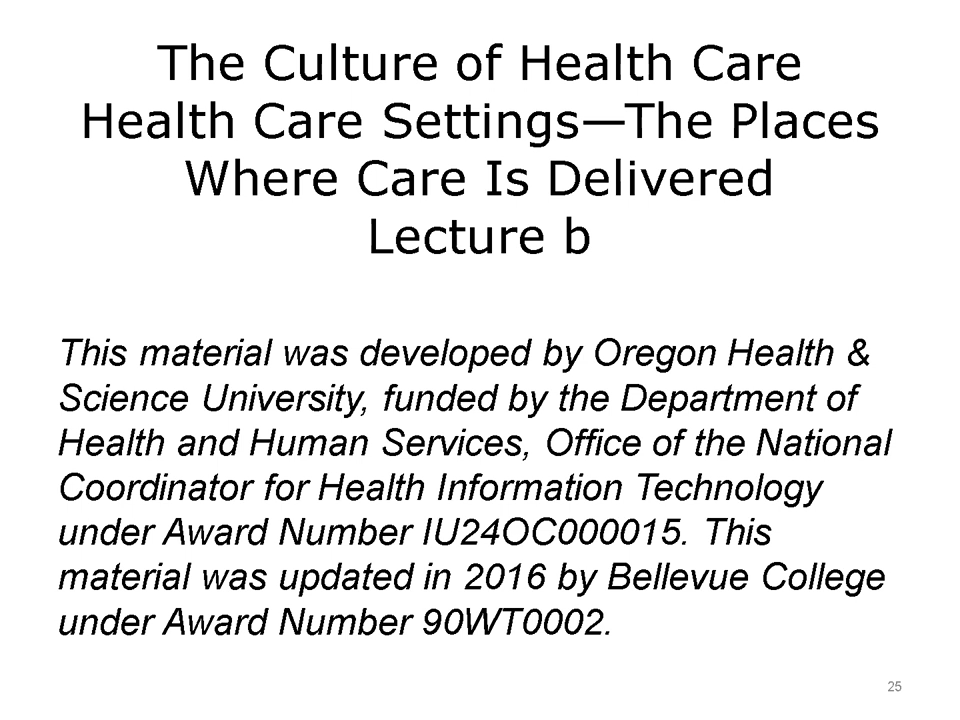 The Culture of Health Care
Health Care Settings—The Places
Where Care Is Delivered
Lecture b
This material was developed by Oregon Health &
Science University, funded by the Department of
Health and Human Services, Office of the National
Coordinator for Health Information Technology
under Award Number IU24OC000015. This
material was updated in 2016 by Bellevue College
under Award Number 90WT0002.
25